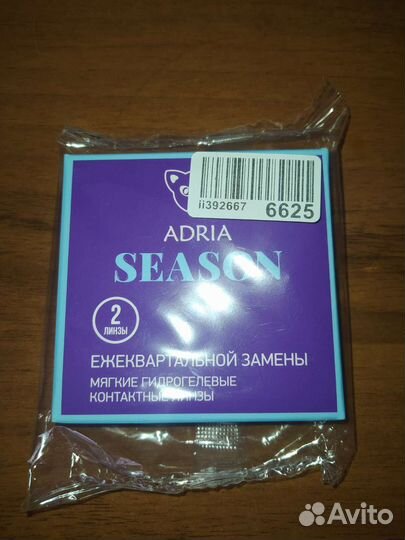 ii392667 6625
ADRIA
SEASON
2
ЛИНЗЫ
ЕЖЕКВАРТАЛЬНОЙ ЗАМЕНЫ
МЯГКИЕ ГИДРОГЕЛЕВЫЕ
КОНТАКТНЫЕ ЛИНЗЫ
Avito